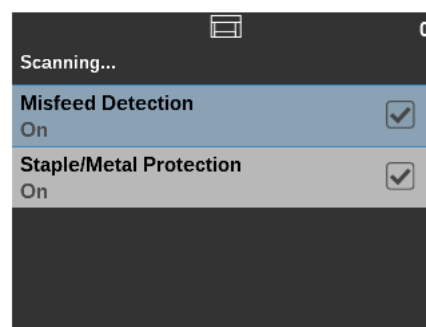 Scanning...
Misfeed Detection
On
Staple/Metal Protection
On